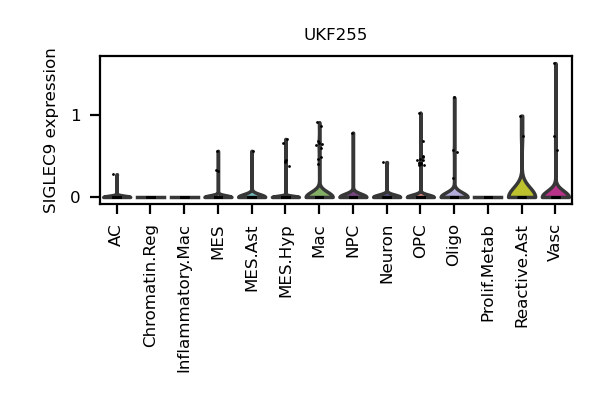 UKF255
SIGLEC9 expression
1
0
AC
Chromatin.Reg
Inflammatory.Mac
MES
MES.Ast
MES.Hyp
Mac
NPC
Neuron
OPC
Oligo
Prolif.Metab
Reactive.Ast
Vasc